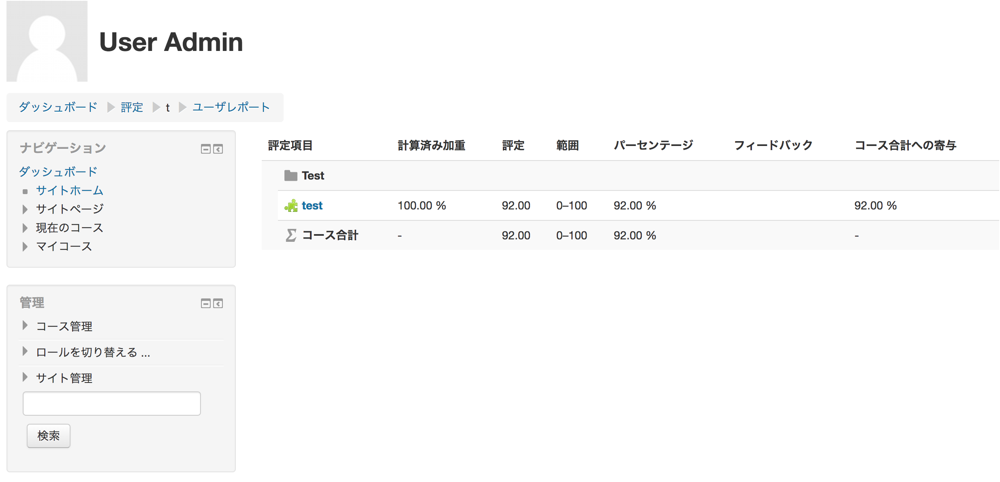 User Admin
ダッシュボード 評定 t ユーザレポート
ナビゲーション
ダッシュボード
サイトホーム
サイトページ
現在のコース
マイコース
管理
コース管理
ロールを切り替える ...
サイト管理
検索
評定項目 計算済み加重 評定 範囲 パーセンテージ フィードバック コース合計への寄与
Test
test 100.00 % 92.00 0–100 92.00 % 92.00 %
コース合計 - 92.00 0–100 92.00 % -